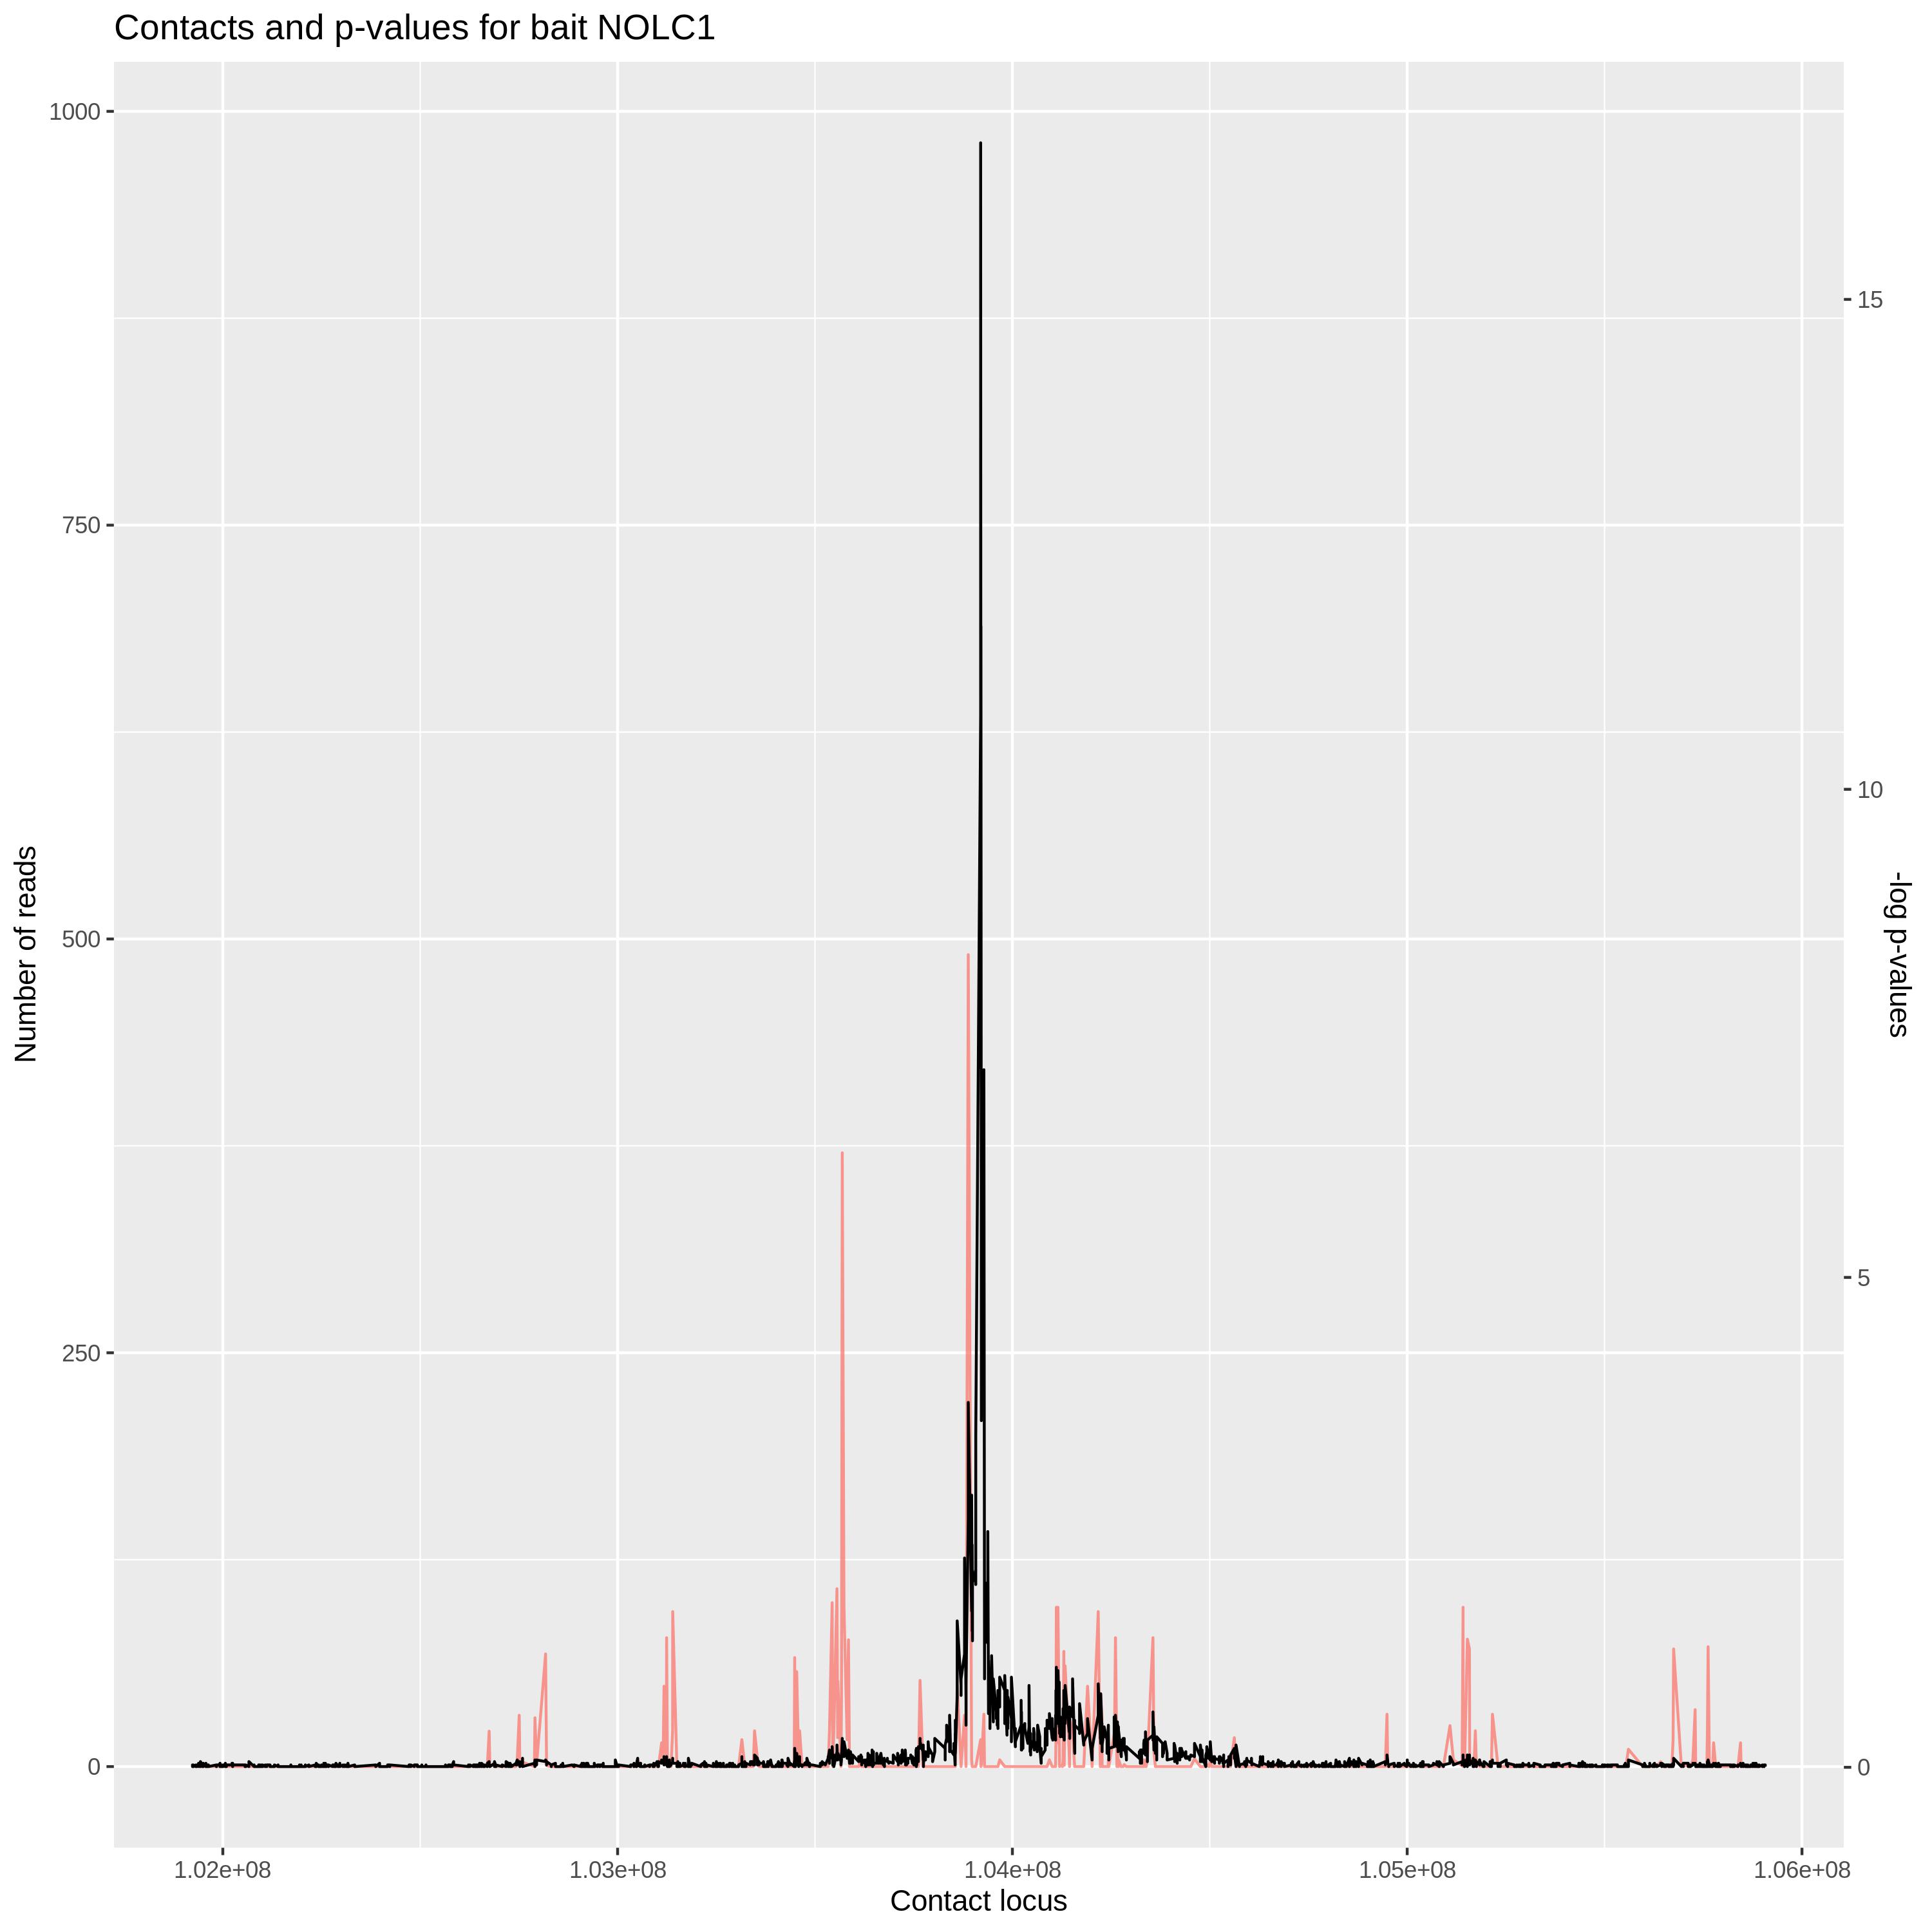 Contacts and p-values for bait NOLC1
1000
750
500
250
0
Number of reads
15
10
5
0
-log p-values
1.02e+08
1.03e+08
1.04e+08
1.05e+08
1.06e+08
Contact locus